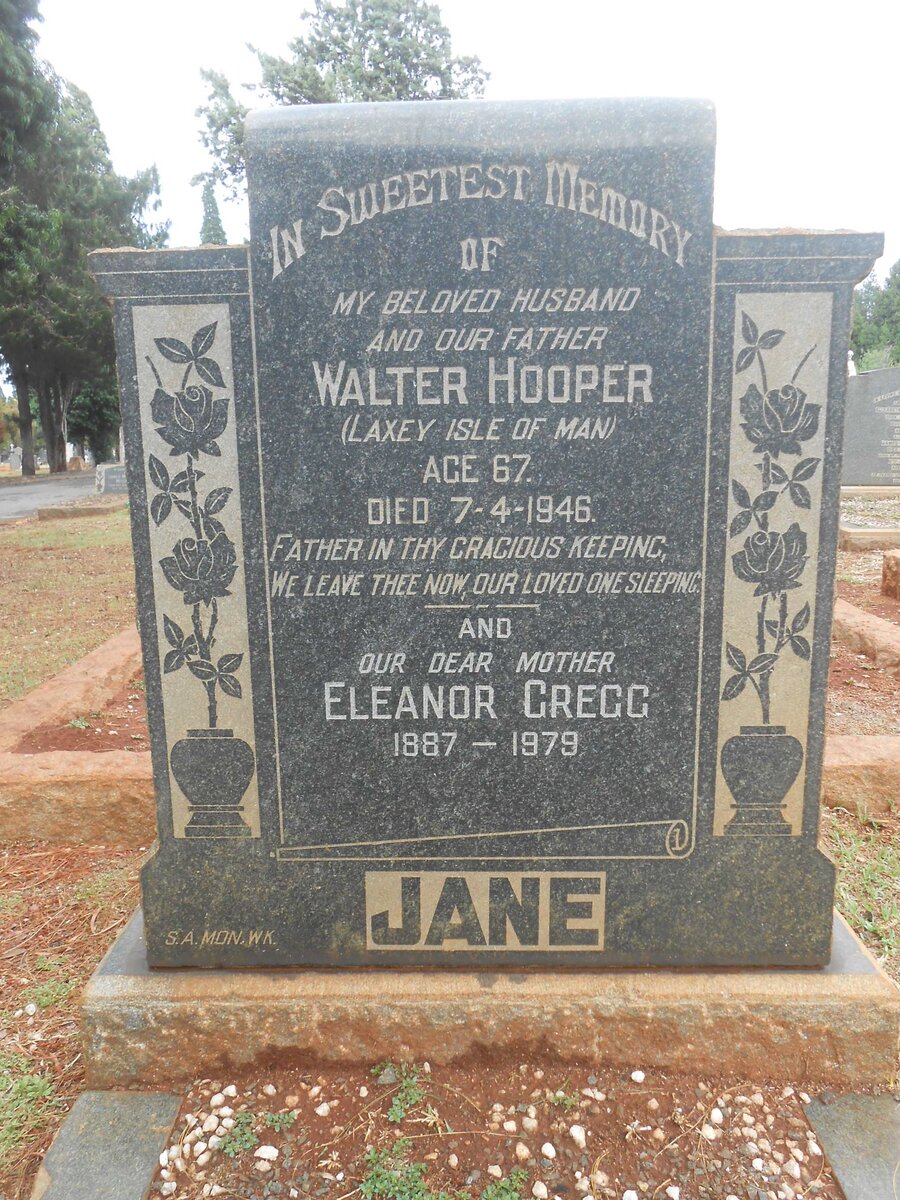 IN SWEETEST MEMORY
OF
MY BELOVED HUSBAND
AND OUR FATHER
WALTER HOOPER
(LAXEY ISLE OF MAN)
AGE 67.
DIED 7-4-1946.
FATHER IN THY GRACIOUS KEEPING,
WE LEAVE THEE NOW, OUR LOVED ONE SLEEPING.
AND
OUR DEAR MOTHER
ELEANOR GREGG
1887 – 1979
JANE
S.A. MON. WK.